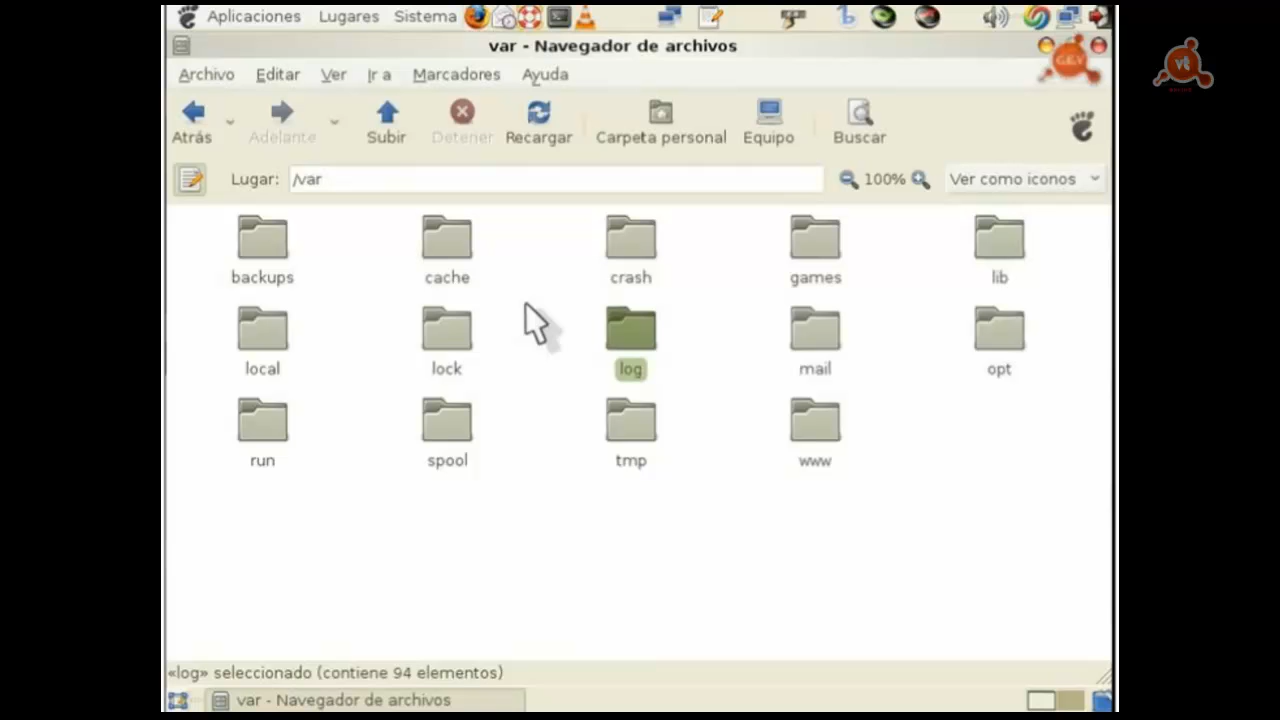 Aplicaciones Lugares Sistema
var - Navegador de archivos
Archivo Editar Ver Ir a Marcadores Ayuda
Atrás Adelante Subir Detener Recargar Carpeta personal Equipo Buscar
Lugar: /var 100% Ver como iconos
backups cache crash games lib
local lock log mail opt
run spool tmp www
«log» seleccionado (contiene 94 elementos)
var - Navegador de archivos
vt